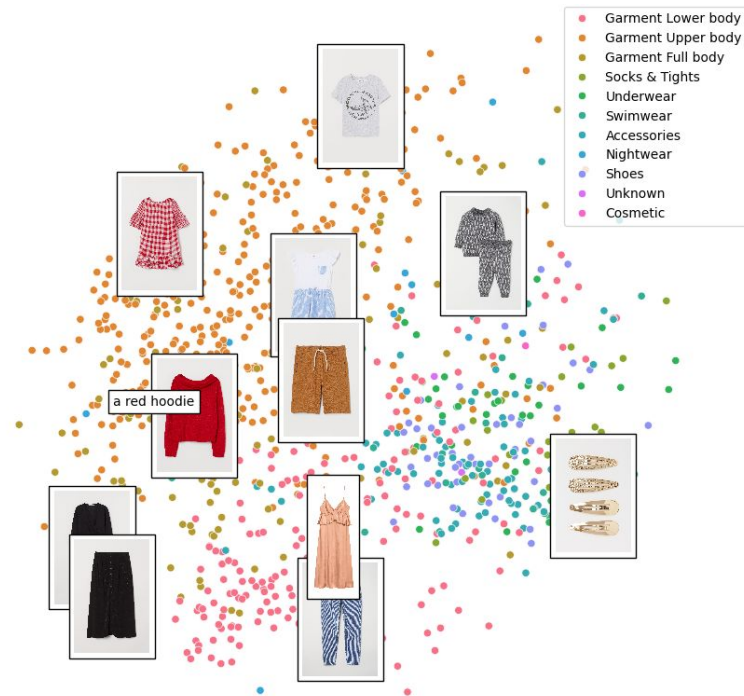 Garment Lower body
Garment Upper body
Garment Full body
Socks & Tights
Underwear
Swimwear
Accessories
Nightwear
Shoes
Unknown
Cosmetic
a red hoodie